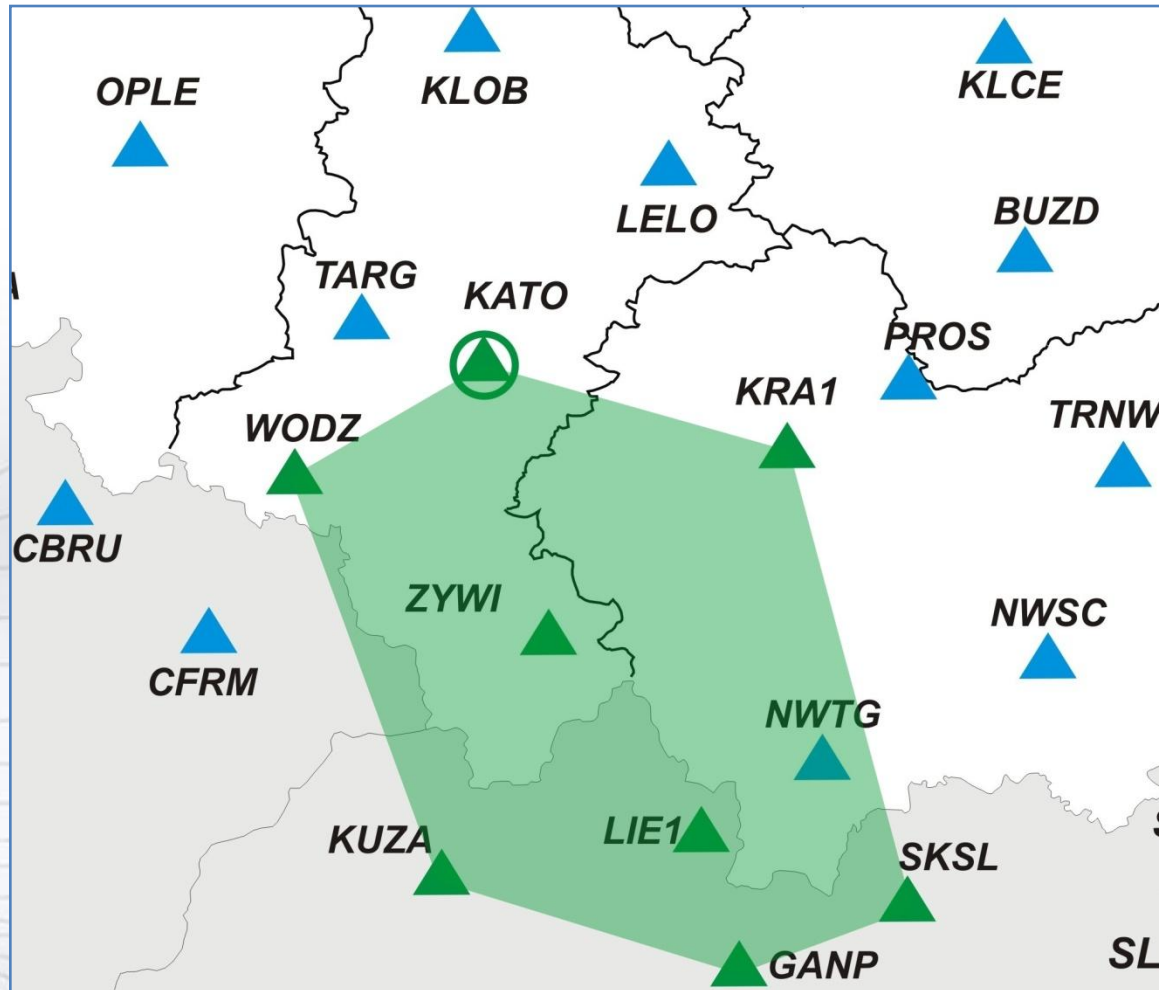 OPLE
KLOB
KLCE
LELO
BUZD
TARG
KATO
PROS
KRA1
TRNW
WODZ
CBRU
ZYWI
NWSC
CFRM
NWTG
LIE1
KUZA
SKSL
GANP
SL